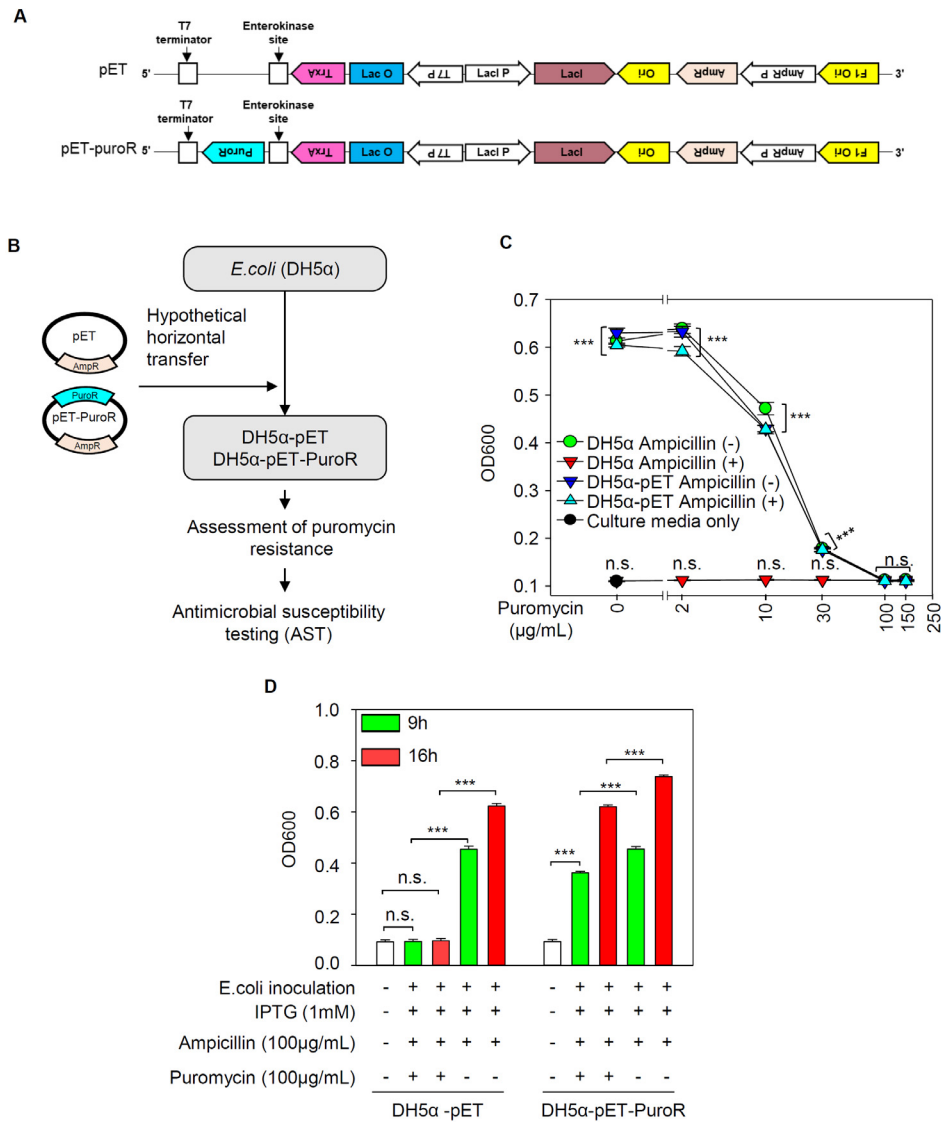 A
T7 terminator
Enterokinase site
pET 5' TrxA Lac O T7 P LacI P LacI Ori AmpR AmpR P F1 Ori 3'
T7 terminator
Enterokinase site
pET-puroR 5' PuroR TrxA Lac O T7 P LacI P LacI Ori AmpR AmpR P F1 Ori 3'
B
E.coli (DH5α)
pET
AmpR
PuroR
pET-PuroR
AmpR
Hypothetical
horizontal
transfer
DH5α-pET
DH5α-pET-PuroR
Assessment of puromycin
resistance
Antimicrobial susceptibility
testing (AST)
C
0.7
0.6
0.4
0.3
0.2
0.1
OD600
***
***
***
***
n.s.
DH5α Ampicillin (-)
DH5α Ampicillin (+)
DH5α-pET Ampicillin (-)
DH5α-pET Ampicillin (+)
Culture media only
n.s. n.s. n.s. n.s.
Puromycin
(µg/mL)
0 2 10 30 100 150 250
D
1.0
0.8
0.6
0.4
0.2
0.0
OD600
9h
16h
n.s.
n.s.
***
***
***
***
***
E.coli inoculation - + + + + - + + + +
IPTG (1mM) - + + + + - + + + +
Ampicillin (100µg/mL) - + + + + - + + + +
Puromycin (100µg/mL) - + + - - - + + - -
DH5α -pET
DH5α-pET-PuroR